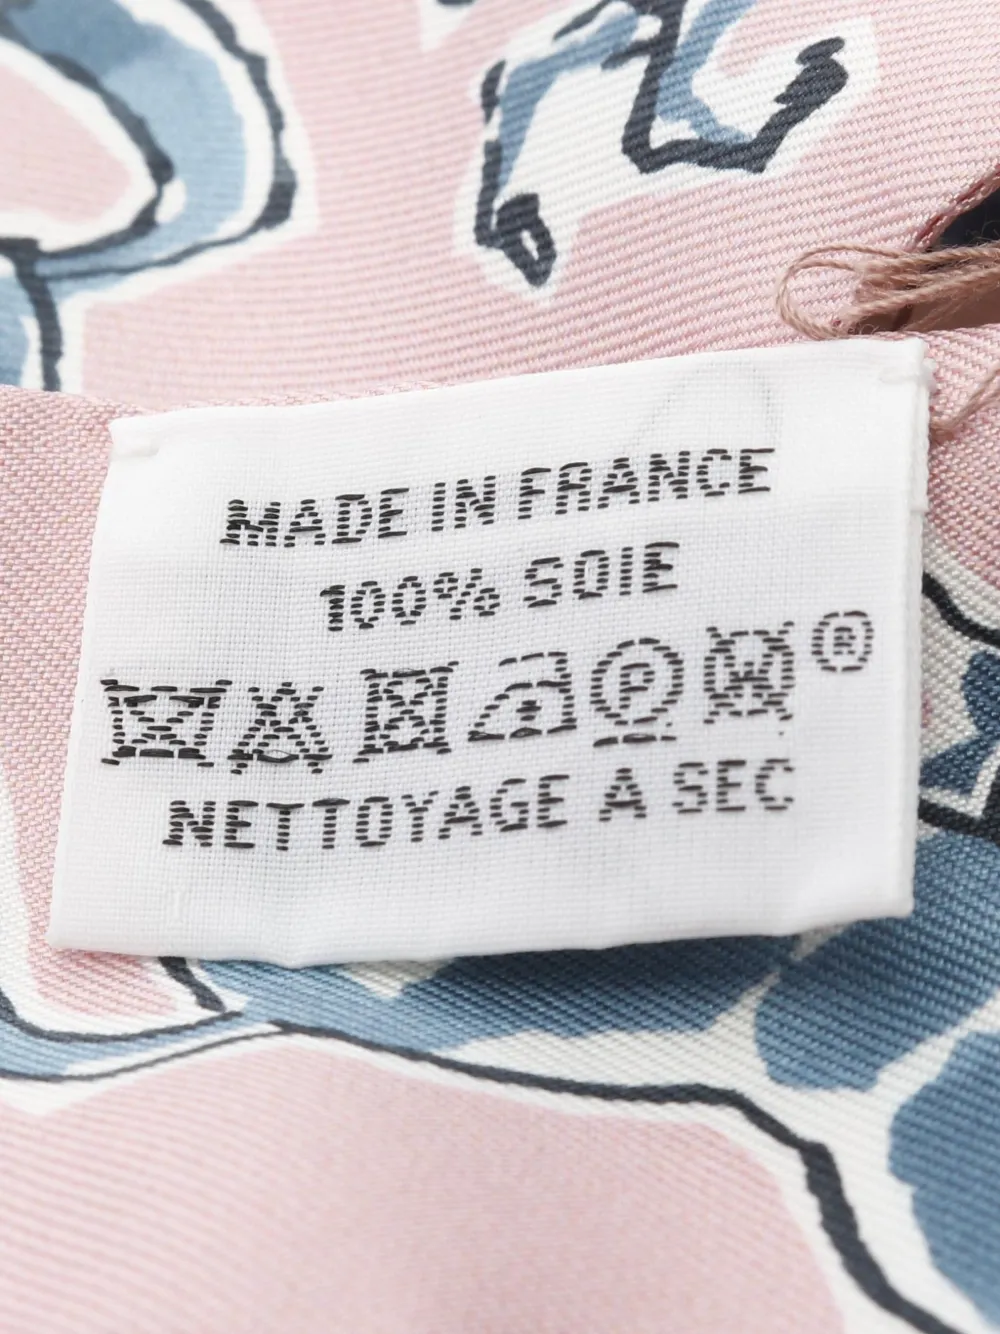 MADE IN FRANCE
100% SOIE
P W ®
NETTOYAGE A SEC